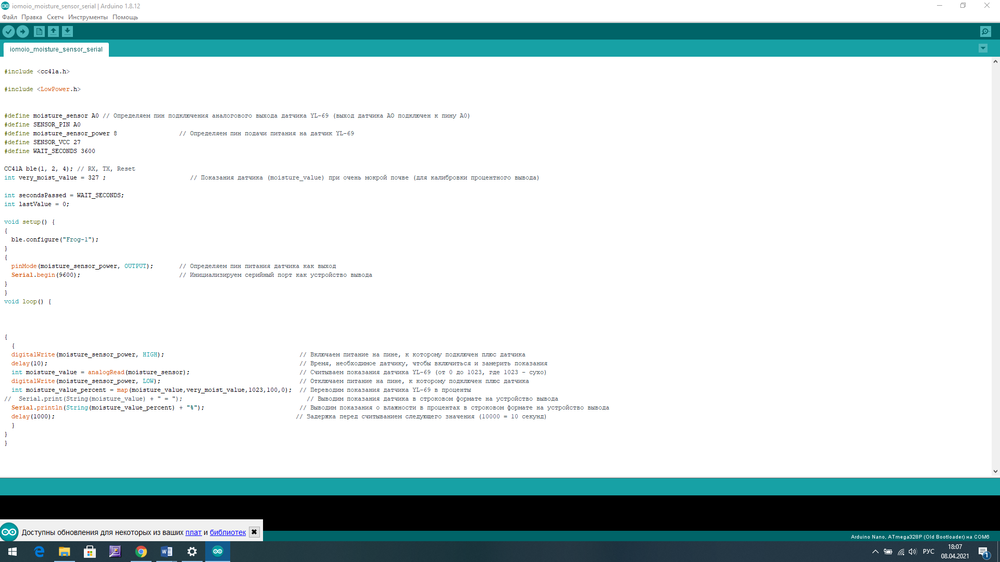 iomoio_moisture_sensor_serial | Arduino 1.8.12
Файл Правка Скетч Инструменты Помощь
iomoio_moisture_sensor_serial
#include <cc41a.h>
#include <LowPower.h>
#define moisture_sensor A0 // Определяем пин подключения аналогового выхода датчика YL-69 (выход датчика АО подключен к пину А0)
#define SENSOR_PIN A0
#define moisture_sensor_power 8 // Определяем пин подачи питания на датчик YL-69
#define SENSOR_VCC 27
#define WAIT_SECONDS 3600
CC41A ble(1, 2, 4); // RX, TX, Reset
int very_moist_value = 327 ; // Показания датчика (moisture_value) при очень мокрой почве (для калибровки процентного вывода)
int secondsPassed = WAIT_SECONDS;
int lastValue = 0;
void setup() {
{
ble.configure("Frog-1");
}
{
pinMode(moisture_sensor_power, OUTPUT); // Определяем пин питания датчика как выход
Serial.begin(9600); // Инициализируем серийный порт как устройство вывода
}
}
void loop() {
{
{
digitalWrite(moisture_sensor_power, HIGH); // Включаем питание на пине, к которому подключен плюс датчика
delay(10); // Время, необходимое датчику, чтобы включиться и замерить показания
int moisture_value = analogRead(moisture_sensor); // Считываем показания датчика YL-69 (от 0 до 1023, где 1023 - сухо)
digitalWrite(moisture_sensor_power, LOW); // Отключаем питание на пине, к которому подключен плюс датчика
int moisture_value_percent = map(moisture_value,very_moist_value,1023,100,0); // Переводим показания датчика YL-69 в проценты
// Serial.print(String(moisture_value) + " = "); // Выводим показания датчика в строковом формате на устройство вывода
Serial.println(String(moisture_value_percent) + "%"); // Выводим показания о влажности в процентах в строковом формате на устройство вывода
delay(1000); // Задержка перед считыванием следующего значения (10000 = 10 секунд)
}
}
}
Доступны обновления для некоторых из ваших плат и библиотек
Arduino Nano, ATmega328P (Old Bootloader) на COM6
РУС
18:07
08.04.2021
1